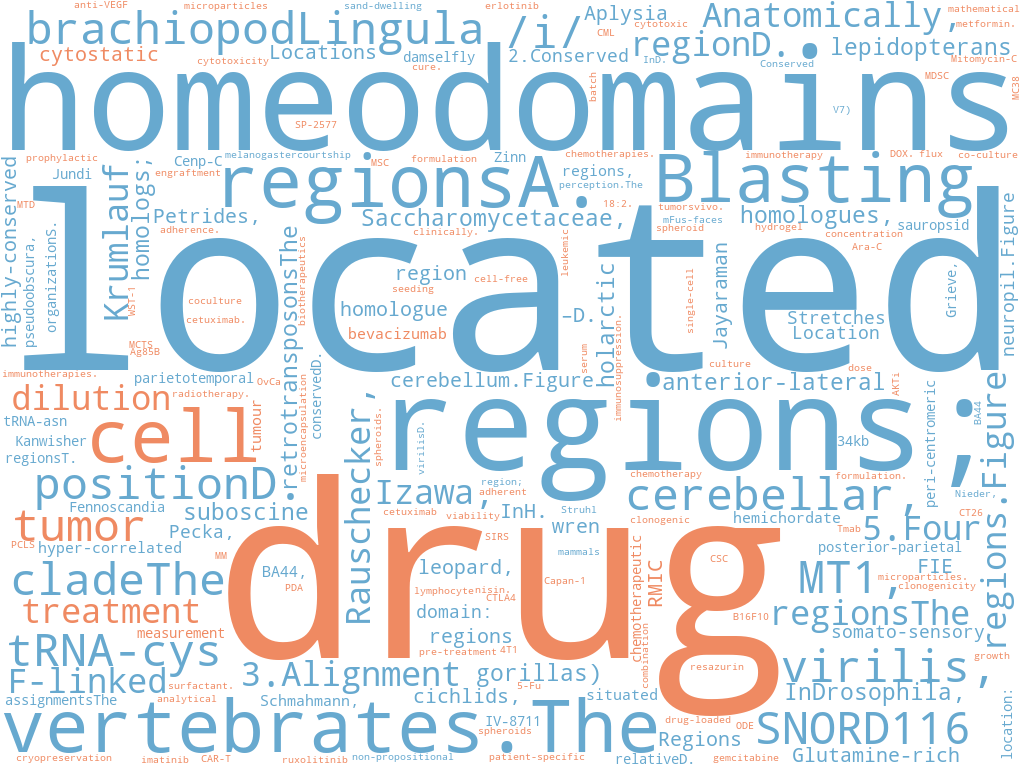 anti-VEGF
microparticles
sand-dwelling
erlotinib
mathematical
brachiopodLingula
/i/
Aplysia
Anatomically,
cytotoxic
metformin.
CML
cytostatic
Locations
damselfly
2.Conserved
regionD.
lepidopterans
cytotoxicity
cure.
InD.
Conserved
Mitomycin-C
homeodomains
batch
MDSC
MC38
SP-2577
V7)
prophylactic
Cenp-C
melanogastercourtship
MSC
formulation
Zinn
chemotherapies.
immunotherapy
DOX.
flux
co-culture
highly-conserved
Jundi
Krumlauf
homologs;
engraftment
regionsA.
regions,
perception.The
Blasting
MTD
Petrides,
Saccharomycetaceae,
18:2.
tumorsvivo.
mFus-faces
homologues,
sauropsid
adherence.
clinically.
spheroid
hydrogel
concentration
Ara-C
pseudoobscura,
organizationS.
located
retrotransposonsThe
biotherapeutics
leukemic
region
cell-free
seeding
holarctic
single-cell
Jayaraman
Grieve,
neuropil.Figure
WST-1
coculture
cetuximab.
homologue
bevacizumab
-D.
Stretches
Location
MCTS
Ag85B
serum
immunosuppression.
immunotherapies.
parietotemporal
OvCa
cerebellum.Figure
anterior-lateral
culture
dose
AKTi
radiotherapy.
dilution
microencapsulation
conservedD.
Rauschecker,
spheroids.
virilisD.
regions;
peri-centromeric
BA44
regions.Figure
tRNA-asn
cell
tumour
Kanwisher
regionsT.
34kb
positionD.
Izawa,
region;
adherent
chemotherapy
formulation.
cerebellar,
Nieder,
Fennoscandia
suboscine
cetuximab
viability
InH.
Struhl
clonogenic
hemichordate
Tmab
CT26
tumor
Pecka,
wren
5.Four
PCLS
hyper-correlated
SIRS
mammals
chemotherapeutic
posterior-parietal
MM
drug
cladeThe
BA44,
PDA
leopard,
Capan-1
RMIC
CSC
MT1,
FIE
microparticles.
clonogenicity
lymphocyte
nisin.
CTLA4
treatment
domain:
B16F10
regionsThe
measurement
regions
somato-sensory
tRNA-cys
pre-treatment
4T1
combination
growth
3.Alignment
gorillas)
resazurin
virilis,
F-linked
surfactant.
5-Fu
assignmentsThe
analytical
Schmahmann,
cichlids,
situated
InDrosophila,
location:
vertebrates.The
IV-8711
spheroids
drug-loaded
ODE
SNORD116
Regions
cryopreservation
imatinib
CAR-T
ruxolitinib
non-propositional
patient-specific
relativeD.
gemcitabine
Glutamine-rich